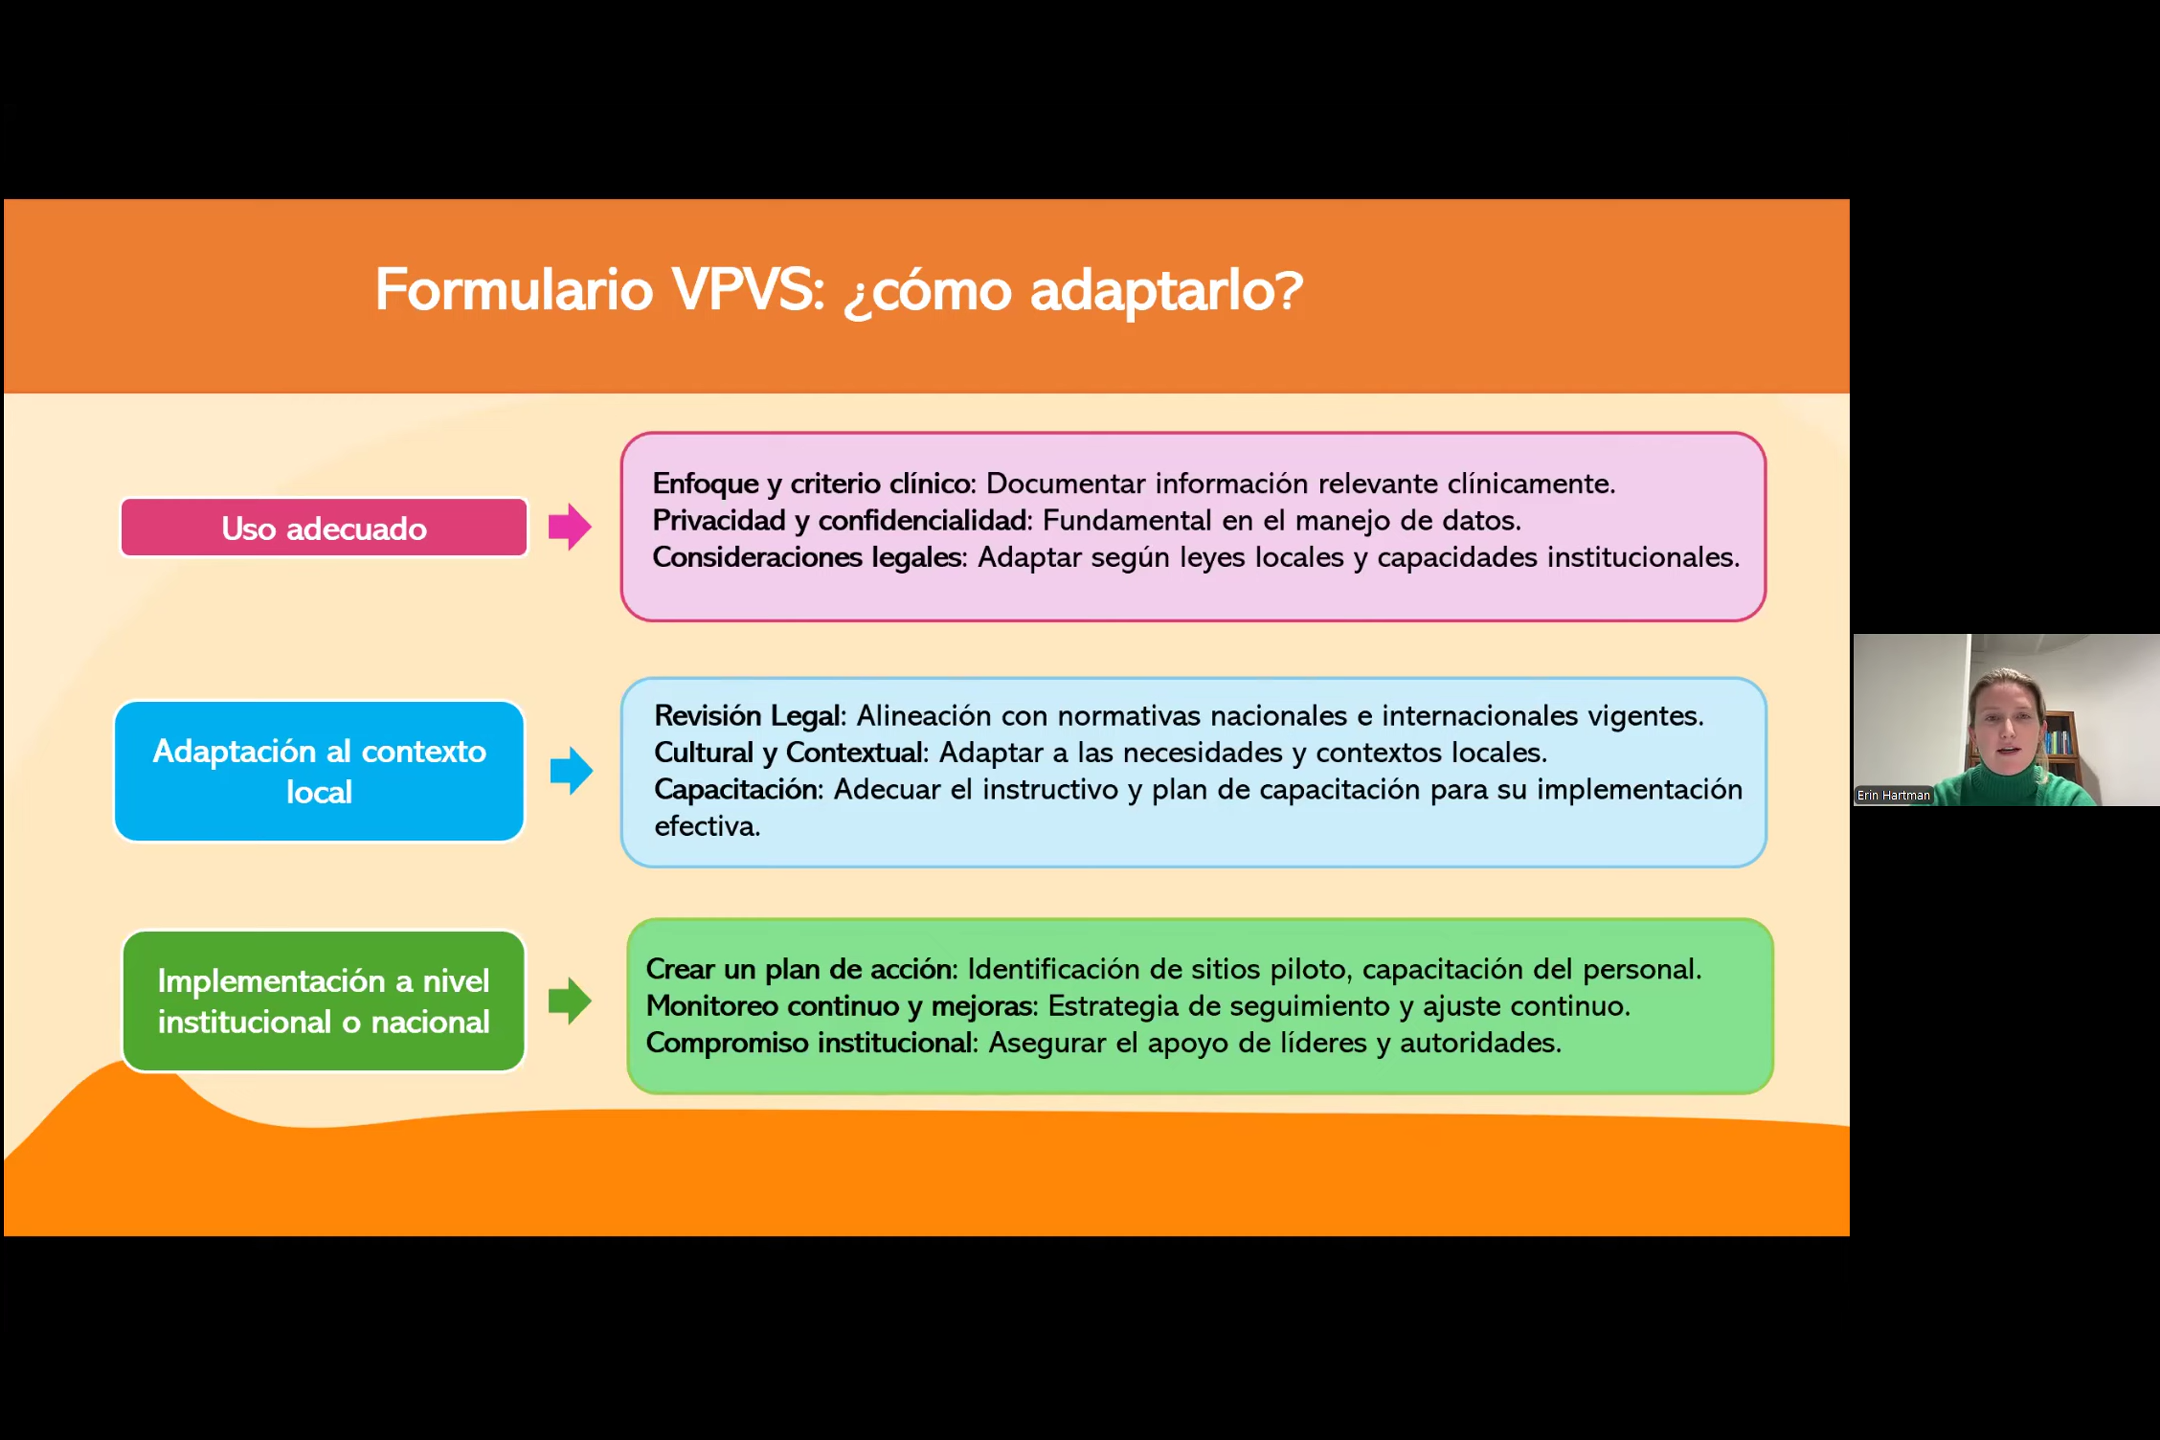 Formulario VPVS: ¿cómo adaptarlo?
Uso adecuado
Enfoque y criterio clínico: Documentar información relevante clínicamente.
Privacidad y confidencialidad: Fundamental en el manejo de datos.
Consideraciones legales: Adaptar según leyes locales y capacidades institucionales.
Adaptación al contexto
local
Revisión Legal: Alineación con normativas nacionales e internacionales vigentes.
Cultural y Contextual: Adaptar a las necesidades y contextos locales.
Capacitación: Adecuar el instructivo y plan de capacitación para su implementación
efectiva.
Implementación a nivel
institucional o nacional
Crear un plan de acción: Identificación de sitios piloto, capacitación del personal.
Monitoreo continuo y mejoras: Estrategia de seguimiento y ajuste continuo.
Compromiso institucional: Asegurar el apoyo de líderes y autoridades.
Erin Hartman